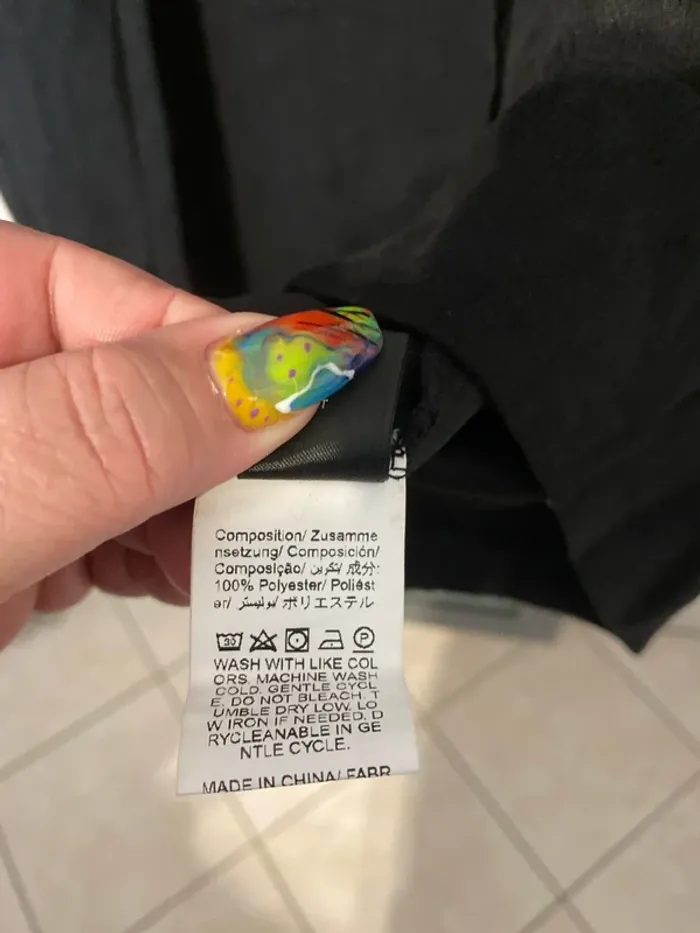 Composition/ Zusamme
nsetzung/ Composición/
Composição/ تكوين/ 成分:
100% Polyester/ Poliést
er/ بوليستر/ ポリエステル
30 P
WASH WITH LIKE COL
ORS. MACHINE WASH
COLD. GENTLE CYCL
E. DO NOT BLEACH. T
UMBLE DRY LOW. LO
W IRON IF NEEDED. D
RYCLEANABLE IN GE
NTLE CYCLE.
MADE IN CHINA/ FABR